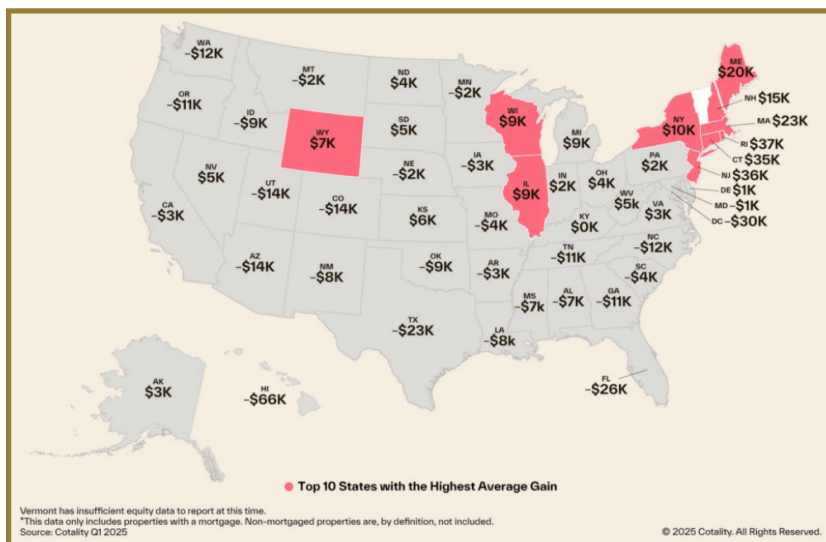 WA
-$12K
MT
-$2K
ND
$4K
MN
-$2K
ME
$20K
OR
-$11K
ID
-$9K
WY
$7K
SD
$5K
WI
$9K
MI
$9K
NY
$10K
NH $15K
MA $23K
RI $37K
CT $35K
NJ $36K
DE $1K
MD -$1K
DC -$30K
NV
$5K
UT
-$14K
CO
-$14K
NE
-$2K
IA
-$3K
IL
$9K
IN
$2K
OH
$4K
PA
$2K
CA
-$3K
KS
$6K
MO
-$4K
KY
$0K
WV
$5k
VA
$3K
AZ
-$14K
NM
-$8K
OK
-$9K
AR
-$3K
TN
-$11K
NC
-$12K
SC
-$4K
TX
-$23K
LA
-$8k
MS
-$7k
AL
-$7K
GA
-$11K
FL
-$26K
AK
$3K
HI
-$66K
Top 10 States with the Highest Average Gain
Vermont has insufficient equity data to report at this time.
*This data only includes properties with a mortgage. Non-mortgaged properties are, by definition, not included.
Source: Cotality Q1 2025
© 2025 Cotality. All Rights Reserved.